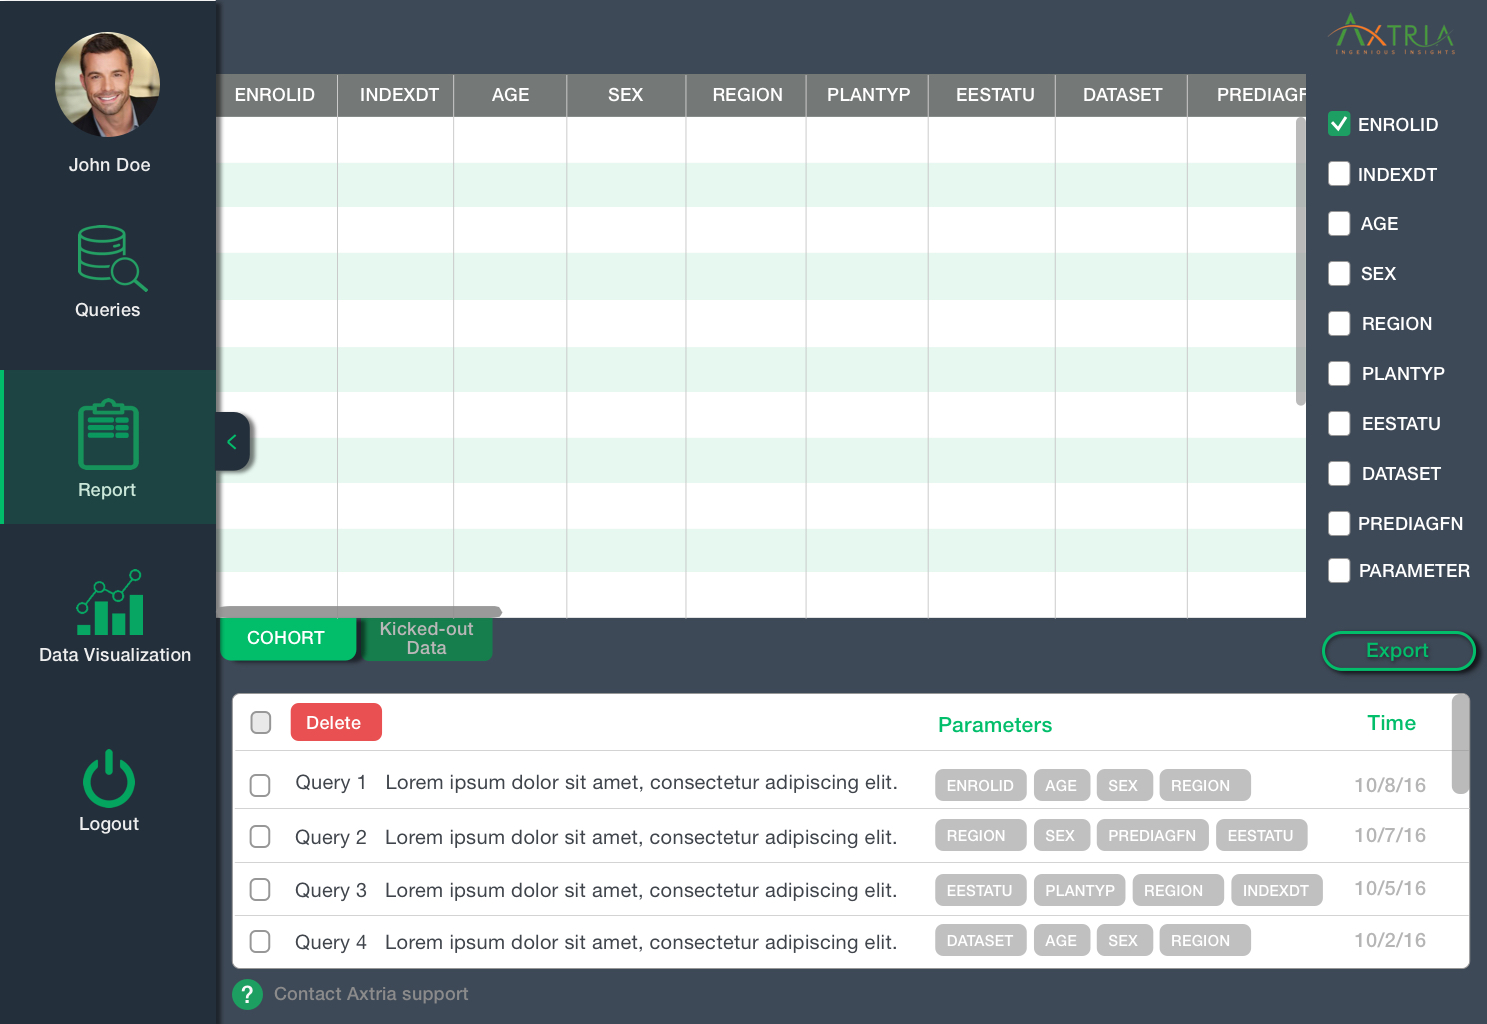 AXTRIA
INGENIOUS INSIGHTS
John Doe
Queries
Report
Data Visualization
Logout
ENROLID INDEXDT AGE SEX REGION PLANTYP EESTATU DATASET PREDIAGF
ENROLID
INDEXDT
AGE
SEX
REGION
PLANTYP
EESTATU
DATASET
PREDIAGFN
PARAMETER
COHORT
Kicked-out
Data
Export
Delete Parameters Time
Query 1 Lorem ipsum dolor sit amet, consectetur adipiscing elit. ENROLID AGE SEX REGION 10/8/16
Query 2 Lorem ipsum dolor sit amet, consectetur adipiscing elit. REGION SEX PREDIAGFN EESTATU 10/7/16
Query 3 Lorem ipsum dolor sit amet, consectetur adipiscing elit. EESTATU PLANTYP REGION INDEXDT 10/5/16
Query 4 Lorem ipsum dolor sit amet, consectetur adipiscing elit. DATASET AGE SEX REGION 10/2/16
? Contact Axtria support